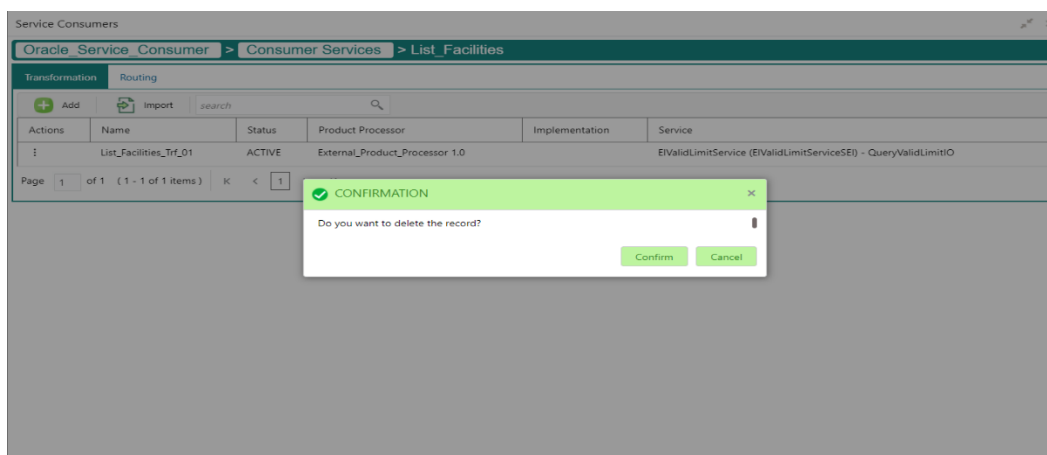 Service Consumers
Oracle_Service_Consumer > Consumer Services > List_Facilities
Transformation Routing
Add Import search
Actions Name Status Product Processor Implementation Service
List_Facilities_Trf_01 ACTIVE External_Product_Processor 1.0 EIValidLimitService (EIValidLimitServiceSEI) - QueryValidLimitIO
Page 1 of 1 (1 - 1 of 1 items) K < 1
CONFIRMATION ×
Do you want to delete the record?
Confirm Cancel